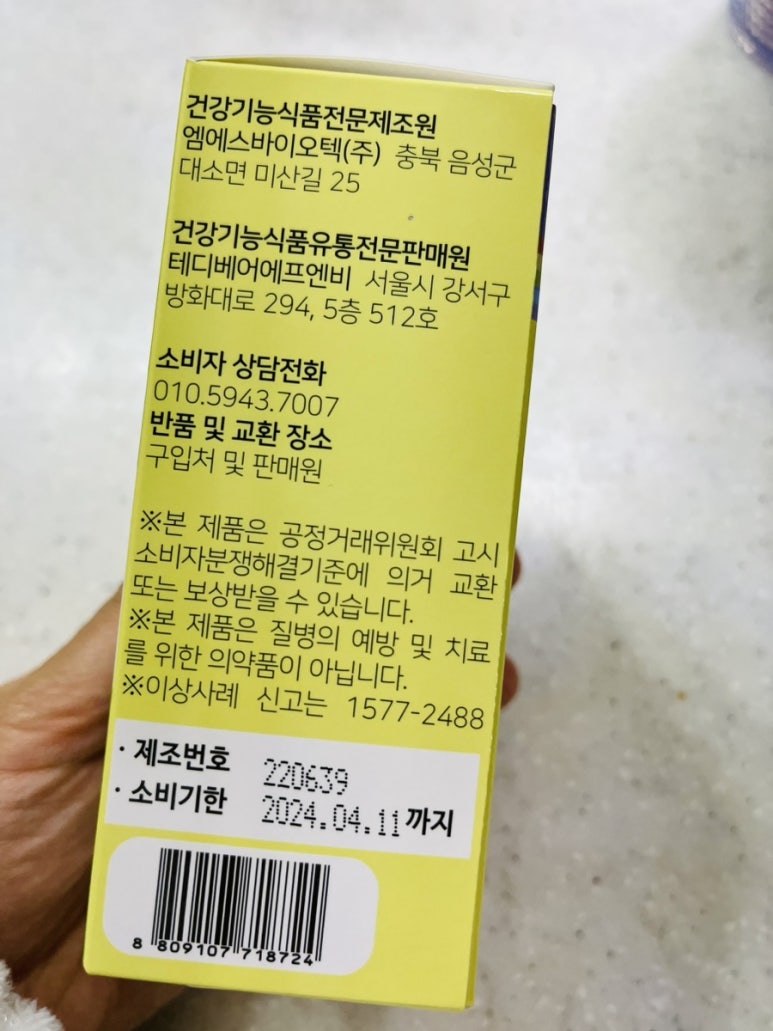 건강기능식품전문제조원
엠에스바이오텍(주) 충북 음성군
대소면 미산길 25
건강기능식품유통전문판매원
테디베어에프엔비 서울시 강서구
방화대로 294, 5층 512호
소비자 상담전화
010.5943.7007
반품 및 교환 장소
구입처 및 판매원
※본 제품은 공정거래위원회 고시
소비자분쟁해결기준에 의거 교환
또는 보상받을 수 있습니다.
※본 제품은 질병의 예방 및 치료
를 위한 의약품이 아닙니다.
※이상사례 신고는 1577-2488
· 제조번호 220639
· 소비기한 2024.04.11까지
8 809107 718724